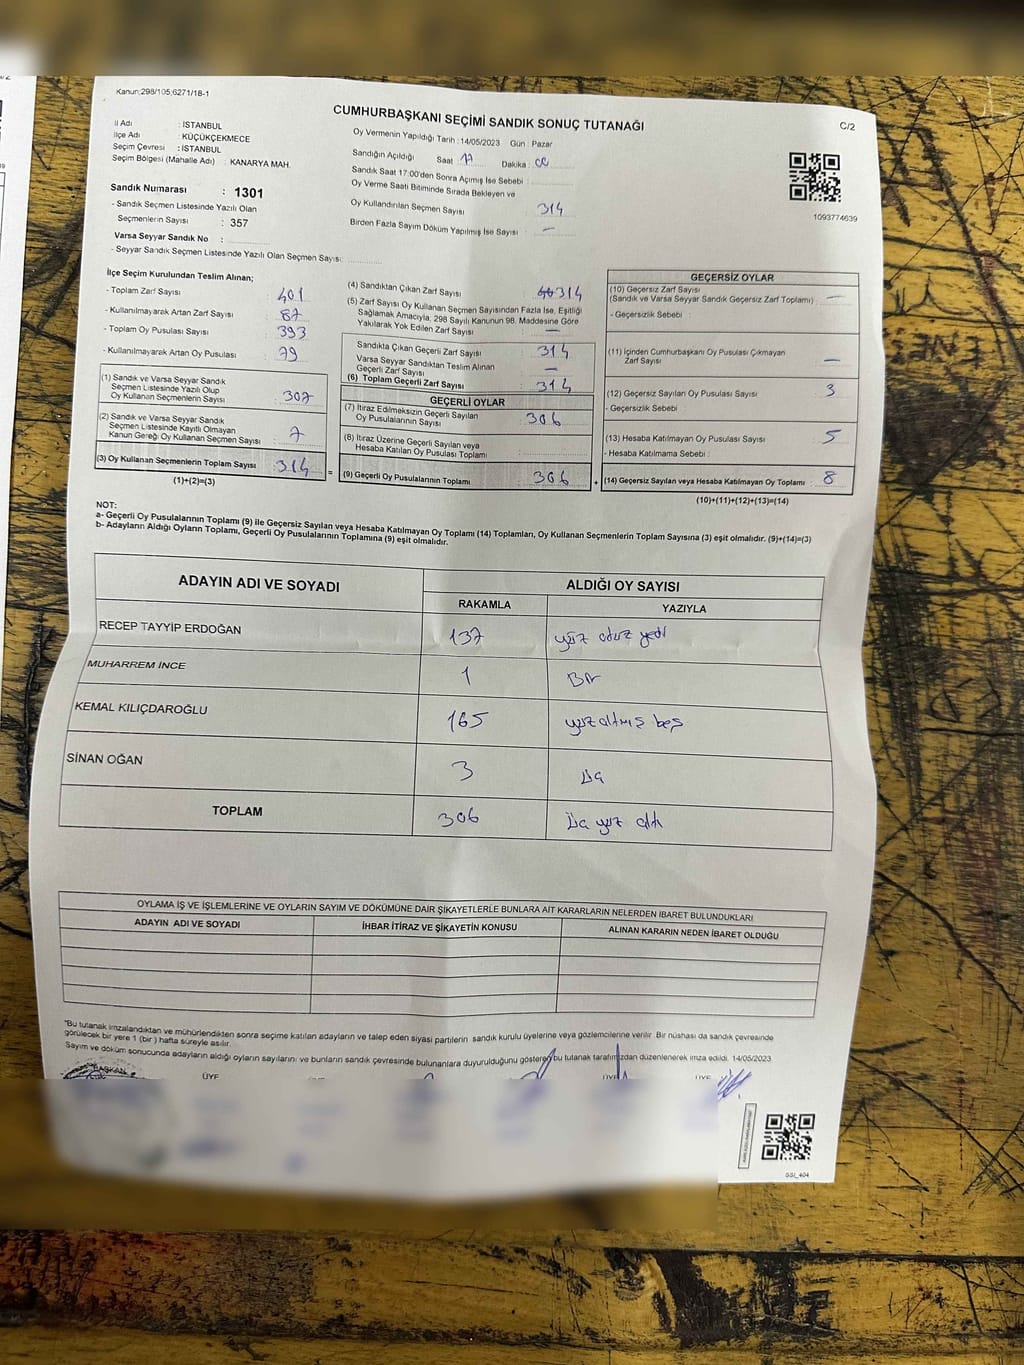 Kanun:298/105;6271/18-1
CUMHURBAŞKANI SEÇİMİ SANDIK SONUÇ TUTANAĞI
C/2
İl Adı : İSTANBUL
İlçe Adı : KÜÇÜKÇEKMECE
Seçim Çevresi : İSTANBUL
Seçim Bölgesi (Mahalle Adı) : KANARYA MAH.
Sandık Numarası : 1301
- Sandık Seçmen Listesinde Yazılı Olan
Seçmenlerin Sayısı : 357
Varsa Seyyar Sandık No :
- Seyyar Sandık Seçmen Listesinde Yazılı Olan Seçmen Sayısı:
Oy Vermenin Yapıldığı Tarih :14/05/2023 Gün : Pazar
Sandığın Açıldığı Saat : 17 Dakika : 00
Sandık Saat 17:00'den Sonra Açımış İse Sebebi :
Oy Verme Saati Bitiminde Sırada Bekleyen ve
Oy Kullandırılan Seçmen Sayısı : 314
Birden Fazla Sayım Döküm Yapılmış İse Sayısı : —
1093774639
İlçe Seçim Kurulundan Teslim Alınan;
- Toplam Zarf Sayısı : 401
- Kullanılmayarak Artan Zarf Sayısı : 87
- Toplam Oy Pusulası Sayısı : 393
- Kullanılmayarak Artan Oy Pusulası : 79
(1) Sandık ve Varsa Seyyar Sandık
Seçmen Listesinde Yazılı Olup
Oy Kullanan Seçmenlerin Sayısı : 307
(2) Sandık ve Varsa Seyyar Sandık
Seçmen Listesinde Kayıtlı Olmayan
Kanun Gereği Oy Kullanan Seçmen Sayısı : 7
(3) Oy Kullanan Seçmenlerin Toplam Sayısı : 314
(1)+(2)=(3)
(4) Sandıktan Çıkan Zarf Sayısı : 314
(5) Zarf Sayısı Oy Kullanan Seçmen Sayısından Fazla İse, Eşitliği
Sağlamak Amacıyla, 298 Sayılı Kanunun 98. Maddesine Göre
Yakılarak Yok Edilen Zarf Sayısı : —
Sandıkta Çıkan Geçerli Zarf Sayısı : 314
Varsa Seyyar Sandıktan Teslim Alınan
Geçerli Zarf Sayısı : —
(6) Toplam Geçerli Zarf Sayısı : 314
GEÇERLİ OYLAR
(7) İtiraz Edilmeksizin Geçerli Sayılan
Oy Pusulalarının Sayısı : 306
(8) İtiraz Üzerine Geçerli Sayılan veya
Hesaba Katılan Oy Pusulası Toplamı :
= (9) Geçerli Oy Pusulalarının Toplamı : 306 +
GEÇERSİZ OYLAR
(10) Geçersiz Zarf Sayısı
(Sandık ve Varsa Seyyar Sandık Geçersiz Zarf Toplamı) : —
- Geçersizlik Sebebi :
(11) İçinden Cumhurbaşkanı Oy Pusulası Çıkmayan
Zarf Sayısı : —
(12) Geçersiz Sayılan Oy Pusulası Sayısı : 3
- Geçersizlik Sebebi :
(13) Hesaba Katılmayan Oy Pusulası Sayısı : 5
- Hesaba Katılmama Sebebi :
(14) Geçersiz Sayılan veya Hesaba Katılmayan Oy Toplamı : 8
(10)+(11)+(12)+(13)=(14)
NOT:
a- Geçerli Oy Pusulalarının Toplamı (9) ile Geçersiz Sayılan veya Hesaba Katılmayan Oy Toplamı (14) Toplamları, Oy Kullanan Seçmenlerin Toplam Sayısına (3) eşit olmalıdır. (9)+(14)=(3)
b- Adayların Aldığı Oyların Toplamı, Geçerli Oy Pusulalarının Toplamına (9) eşit olmalıdır.
ADAYIN ADI VE SOYADI ALDIĞI OY SAYISI
RAKAMLA YAZIYLA
RECEP TAYYİP ERDOĞAN 137 yüz otuz yedi
MUHARREM İNCE 1 Bir
KEMAL KILIÇDAROĞLU 165 yüz altmış beş
SİNAN OĞAN 3 Üç
TOPLAM 306 Üç yüz altı
OYLAMA İŞ VE İŞLEMLERİNE VE OYLARIN SAYIM VE DÖKÜMÜNE DAİR ŞİKAYETLERLE BUNLARA AİT KARARLARIN NELERDEN İBARET BULUNDUKLARI
ADAYIN ADI VE SOYADI İHBAR İTİRAZ VE ŞİKAYETİN KONUSU ALINAN KARARIN NEDEN İBARET OLDUĞU
"Bu tutanak imzalandıktan ve mühürlendikten sonra seçime katılan adayların ve talep eden siyasi partilerin sandık kurulu üyelerine veya gözlemcilerine verilir. Bir nüshası da sandık çevresinde
görülecek bir yere 1 (bir ) hafta süreyle asılır.
Sayım ve döküm sonucunda adayların aldığı oyların sayılarını ve bunların sandık çevresinde bulunanlara duyurulduğunu gösteren bu tutanak tarafımızdan düzenlenerek imza edildi. 14/05/2023
BAŞKAN ÜYE ÜYE ÜYE
GSI_404